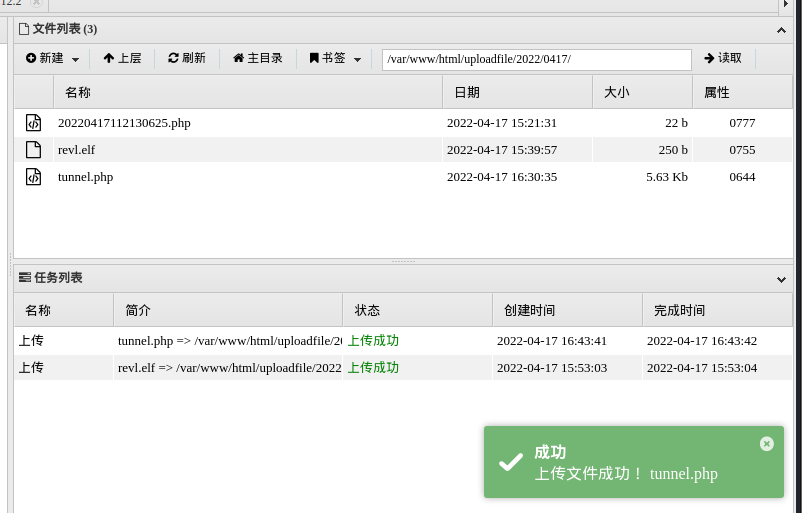 12.2
文件列表 (3)
新建 上层 刷新 主目录 书签 /var/www/html/uploadfile/2022/0417/ 读取
名称 日期 大小 属性
20220417112130625.php 2022-04-17 15:21:31 22 b 0777
revl.elf 2022-04-17 15:39:57 250 b 0755
tunnel.php 2022-04-17 16:30:35 5.63 Kb 0644
任务列表
名称 简介 状态 创建时间 完成时间
上传 tunnel.php => /var/www/html/uploadfile/20 上传成功 2022-04-17 16:43:41 2022-04-17 16:43:42
上传 revl.elf => /var/www/html/uploadfile/2022 上传成功 2022-04-17 15:53:03 2022-04-17 15:53:04
成功
上传文件成功！ tunnel.php